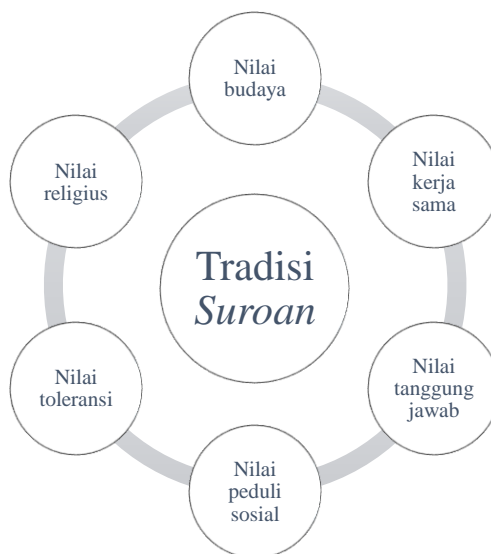 Nilai
budaya
Nilai
kerja
sama
Nilai
tanggung
jawab
Nilai
peduli
sosial
Nilai
toleransi
Nilai
religius
Tradisi
Suroan